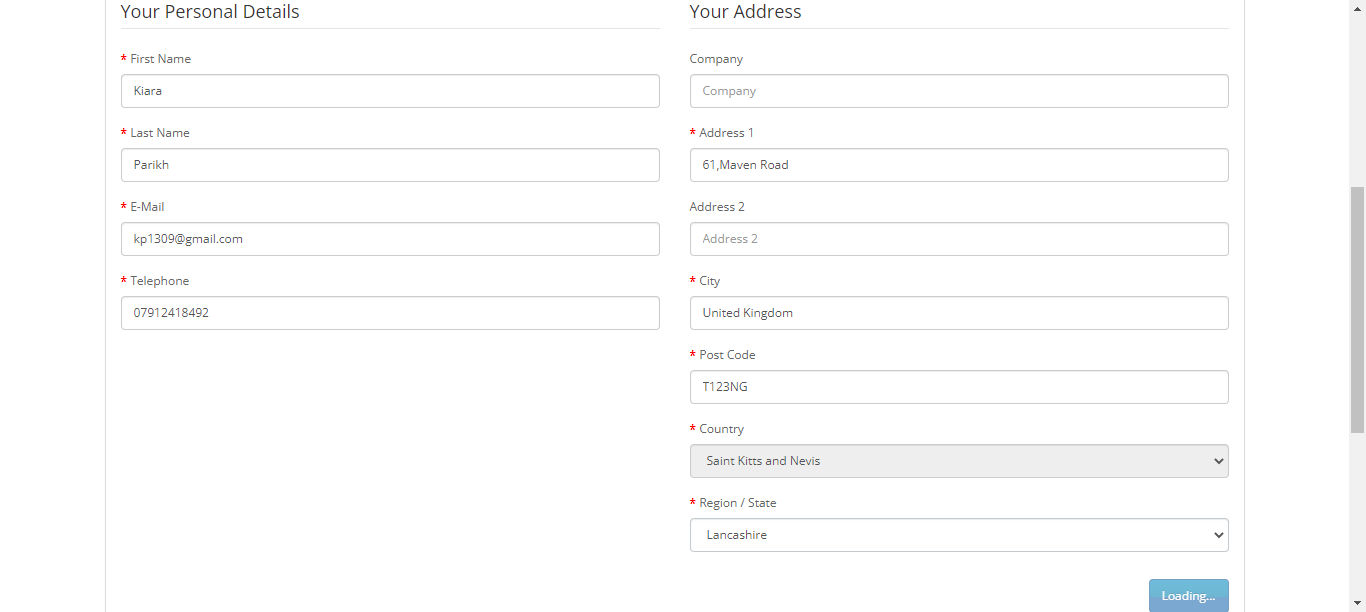 Your Personal Details
* First Name
Kiara
* Last Name
Parikh
* E-Mail
kp1309@gmail.com
* Telephone
07912418492
Your Address
Company
Company
* Address 1
61,Maven Road
Address 2
Address 2
* City
United Kingdom
* Post Code
T123NG
* Country
Saint Kitts and Nevis
* Region / State
Lancashire
Loading...